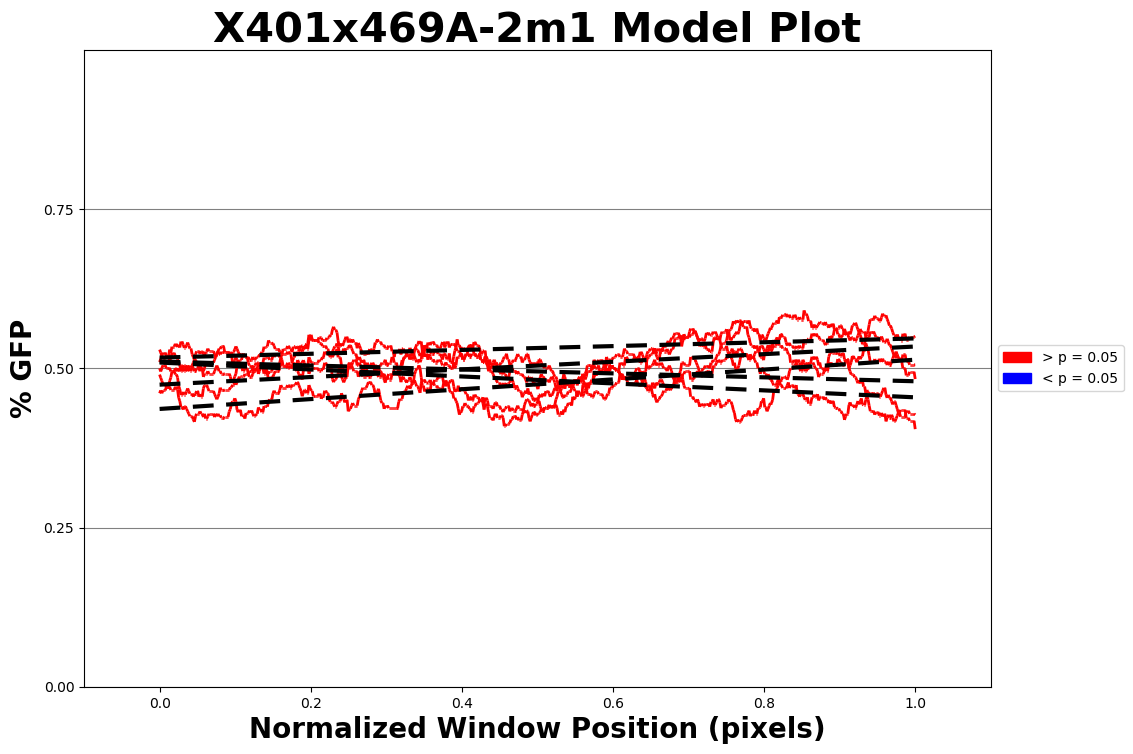 X401x469A-2m1 Model Plot
% GFP
0.75
0.50
0.25
0.00
0.0 0.2 0.4 0.6 0.8 1.0
Normalized Window Position (pixels)
> p = 0.05
< p = 0.05